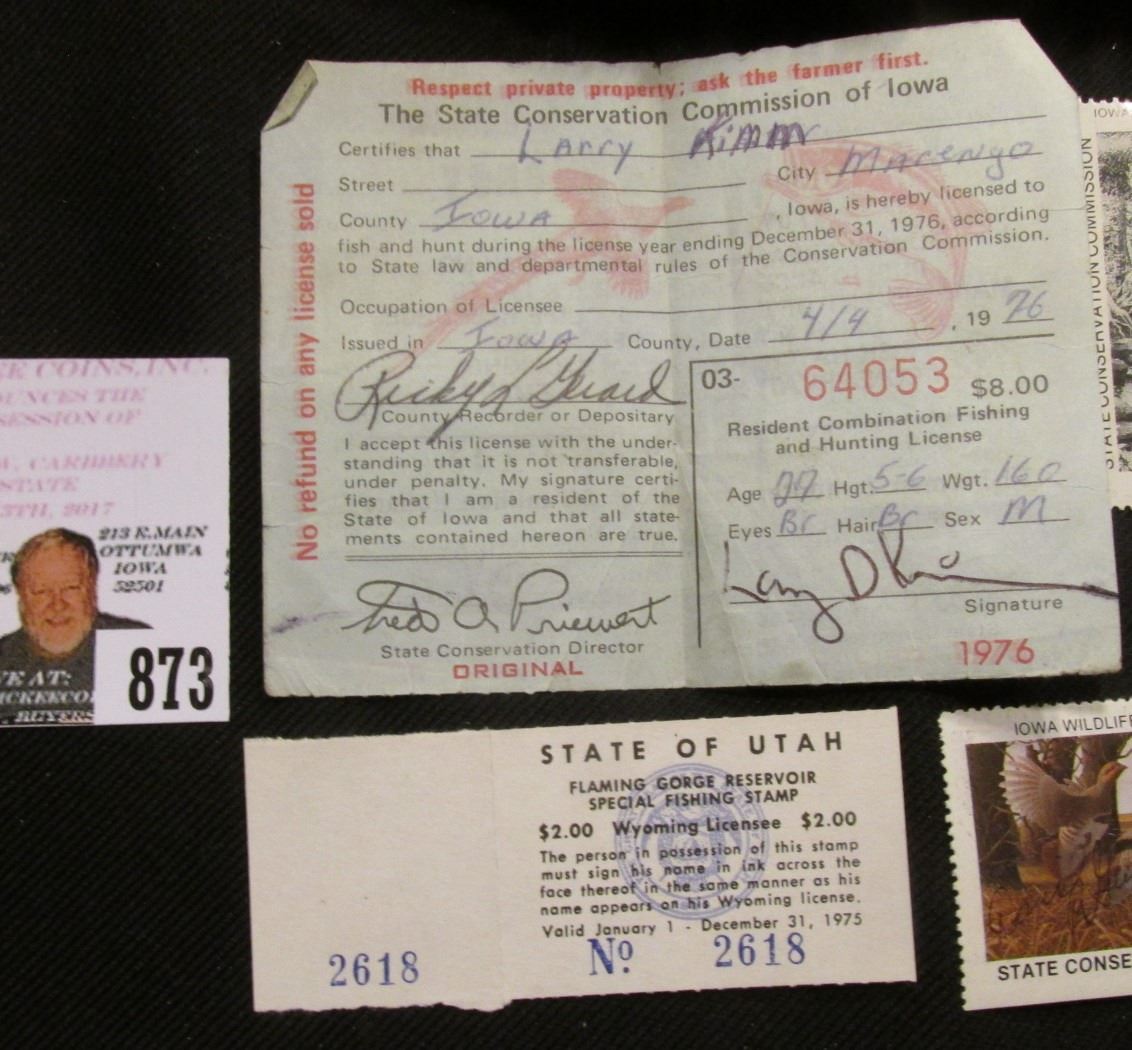 Respect private property; ask the farmer first.
The State Conservation Commission of Iowa
Certifies that Larry Kimm
Street
City Marengo
County Iowa , Iowa, is hereby licensed to
fish and hunt during the license year ending December 31, 1976, according
to State law and departmental rules of the Conservation Commission.
Occupation of Licensee
Issued in Iowa County, Date 4/4 , 19 76
No refund on any license sold
County Recorder or Depositary
I accept this license with the under-
standing that it is not transferable,
under penalty. My signature certi-
fies that I am a resident of the
State of Iowa and that all state-
ments contained hereon are true.
State Conservation Director
ORIGINAL
03- 64053 $8.00
Resident Combination Fishing
and Hunting License
Age Hgt. 5-6 Wgt. 160
Eyes Br Hair Br Sex M
Signature
1976
IOWA
STATE CONSERVATION COMMISSION
COINS, INC.
THE
OF
STATE
2017
213 E. MAIN
OTTUMWA
IOWA
52501
AT:
873
STATE OF UTAH
FLAMING GORGE RESERVOIR
SPECIAL FISHING STAMP
$2.00 Wyoming Licensee $2.00
The person in possession of this stamp
must sign his name in ink across the
face thereof in the same manner as his
name appears on his Wyoming license.
Valid January 1 - December 31, 1975
2618 Nº 2618
IOWA WILDLIF
STATE CONSE